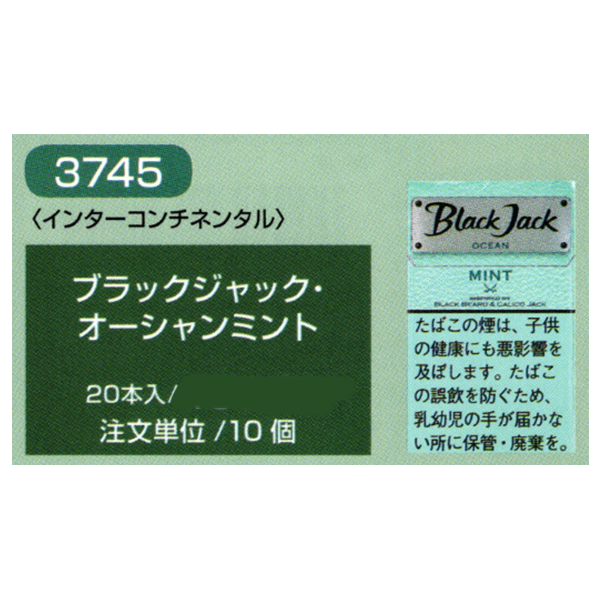 3745
〈インターコンチネンタル〉
ブラックジャック・
オーシャンミント
20本入/
注文単位/10個
Black Jack
OCEAN
MINT
INSPIRED BY
BLACK BEARD & CALICO JACK
たばこの煙は、子供
の健康にも悪影響を
及ぼします。たばこ
の誤飲を防ぐため、
乳幼児の手が届かな
い所に保管・廃棄を。